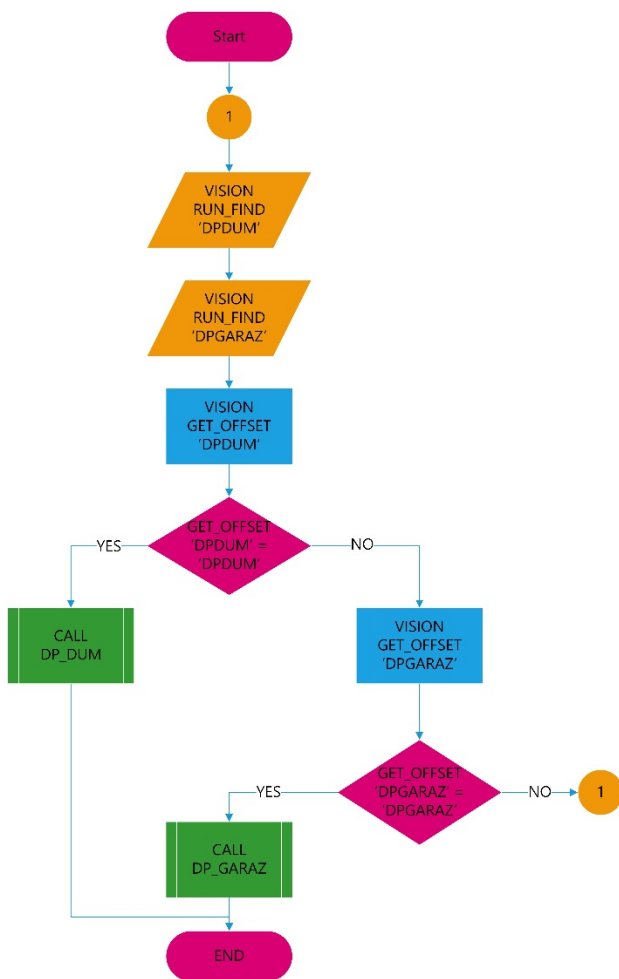 Start
1
VISION
RUN_FIND
‘DPDUM‘
VISION
RUN_FIND
‘DPGARAZ‘
VISION
GET_OFFSET
‘DPDUM‘
GET_OFFSET
‘DPDUM‘ =
‘DPDUM‘
YES
NO
CALL
DP_DUM
VISION
GET_OFFSET
‘DPGARAZ‘
GET_OFFSET
‘DPGARAZ‘ =
‘DPGARAZ‘
YES
NO
1
CALL
DP_GARAZ
END